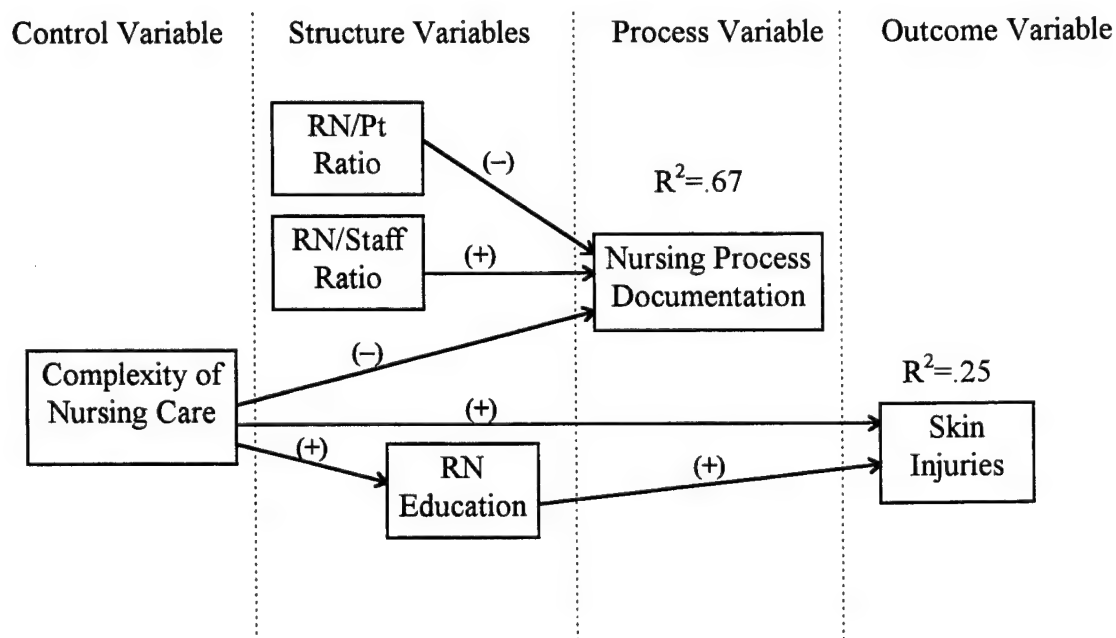 Control Variable
Structure Variables
Process Variable
Outcome Variable
RN/Pt
Ratio
(−)
R²=.67
RN/Staff
Ratio
(+)
Nursing Process
Documentation
(−)
Complexity of
Nursing Care
R²=.25
(+)
Skin
Injuries
(+)
RN
Education
(+)